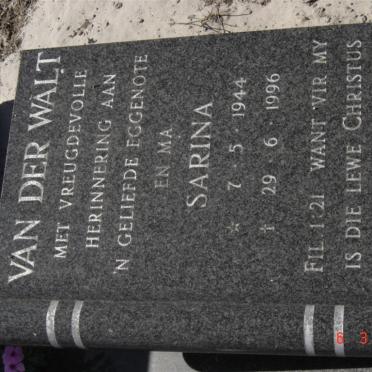 VAN DER WALT
MET VREUGDEVOLLE
HERINNERING AAN
'N GELIEFDE EGGENOTE
EN MA
SARINA
☆ 7 · 5 · 1944
† 29 · 6 · 1996
FIL. 1:21 WANT VIR MY
IS DIE LEWE CHRISTUS